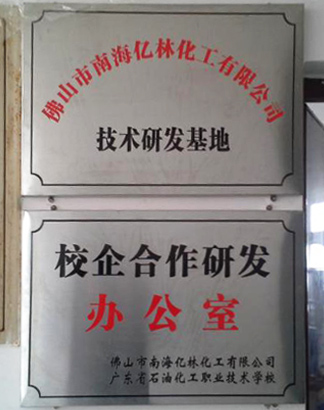 佛山市南海亿林化工有限公司
技术研发基地
校企合作研发
办公室
佛山市南海亿林化工有限公司
广东省石油化工职业技术学校